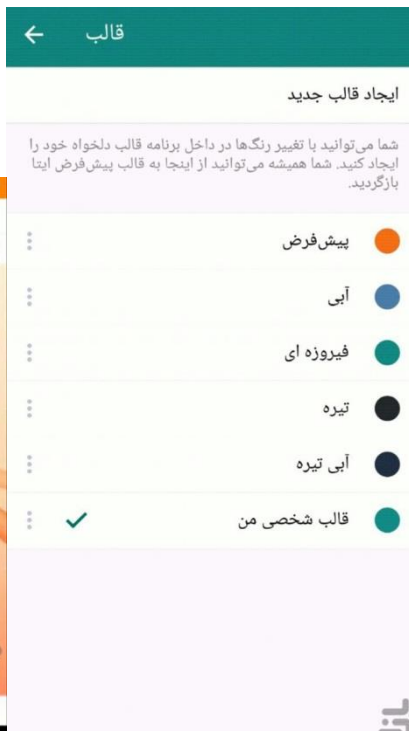 قالب
ایجاد قالب جدید
شما می‌توانید با تغییر رنگ‌ها در داخل برنامه قالب دلخواه خود را
ایجاد کنید. شما همیشه می‌توانید از اینجا به قالب پیش‌فرض ایتا
بازگردید.
پیش‌فرض
آبی
فیروزه ای
تیره
آبی تیره
قالب شخصی من